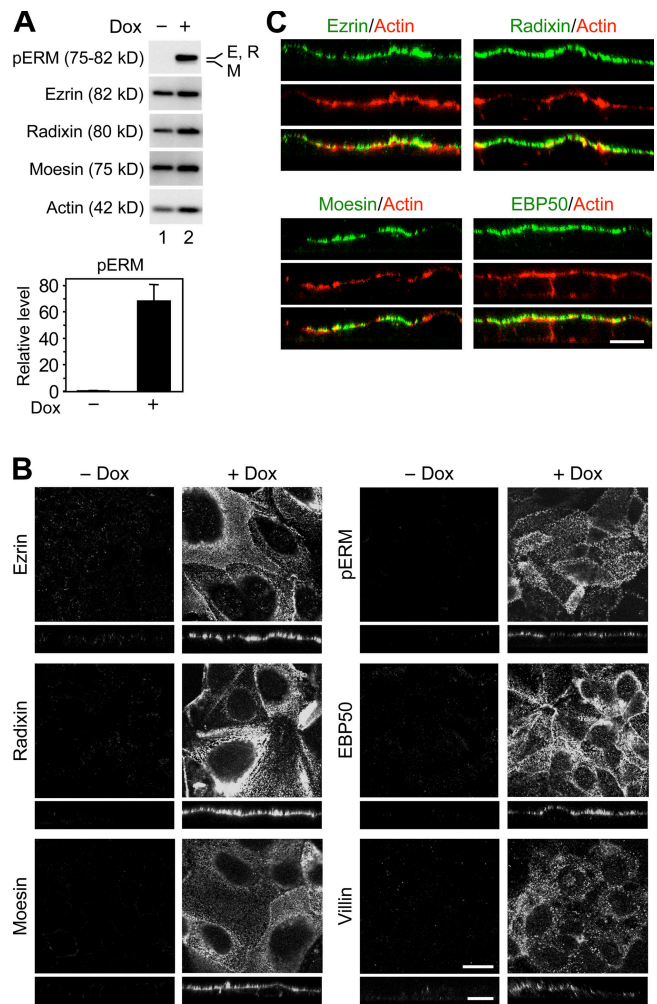 A
Dox − +
pERM (75-82 kD)
E, R
M
Ezrin (82 kD)
Radixin (80 kD)
Moesin (75 kD)
Actin (42 kD)
1 2
pERM
Relative level
80
60
40
20
0
Dox − +
C
Ezrin/Actin
Radixin/Actin
Moesin/Actin
EBP50/Actin
B
− Dox + Dox − Dox + Dox
Ezrin
pERM
Radixin
EBP50
Moesin
Villin